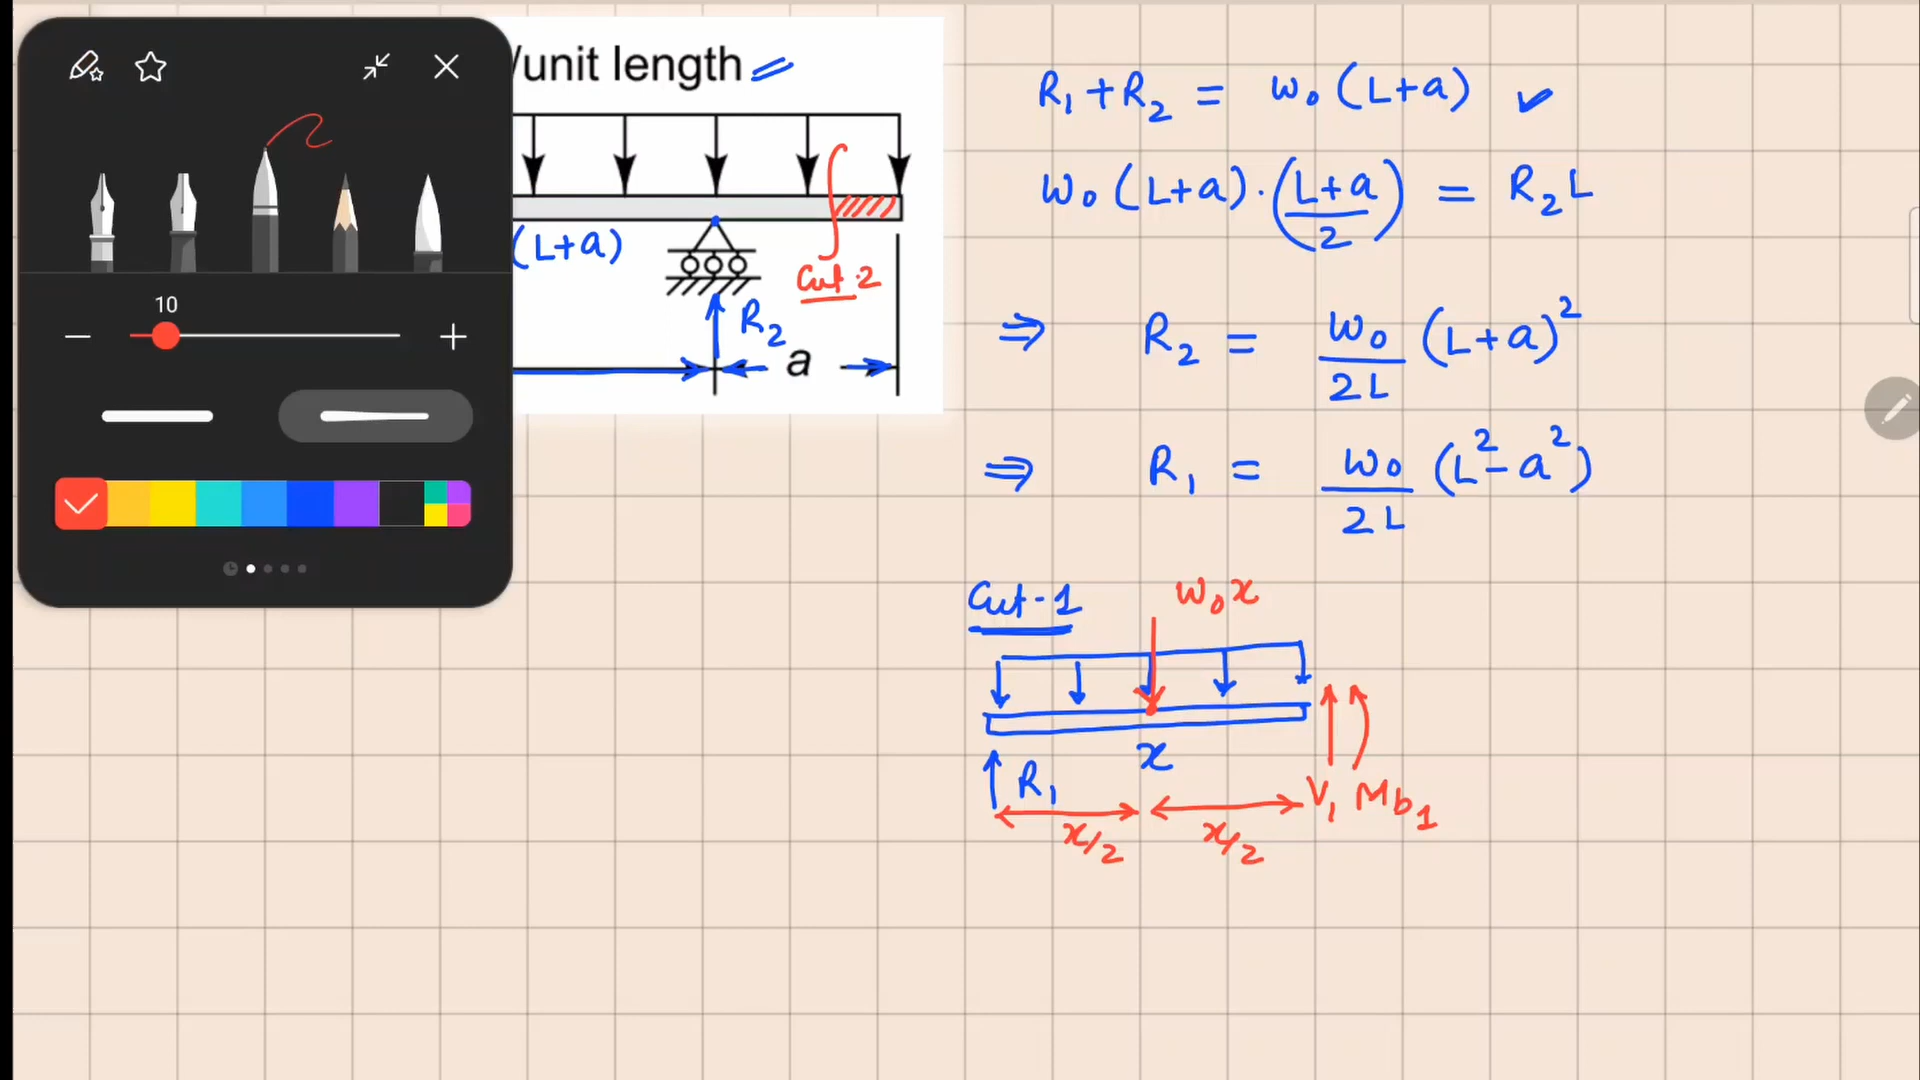 /unit length
(L+a)
Cut-2
R₂
a
10
R₁+R₂ = w₀(L+a) ✓
w₀(L+a)·(L+a/2) = R₂L
⇒ R₂ = w₀/2L (L+a)²
⇒ R₁ = w₀/2L (L²-a²)
Cut-1
w₀x
x
R₁
V₁ Mb₁
x/2 x/2